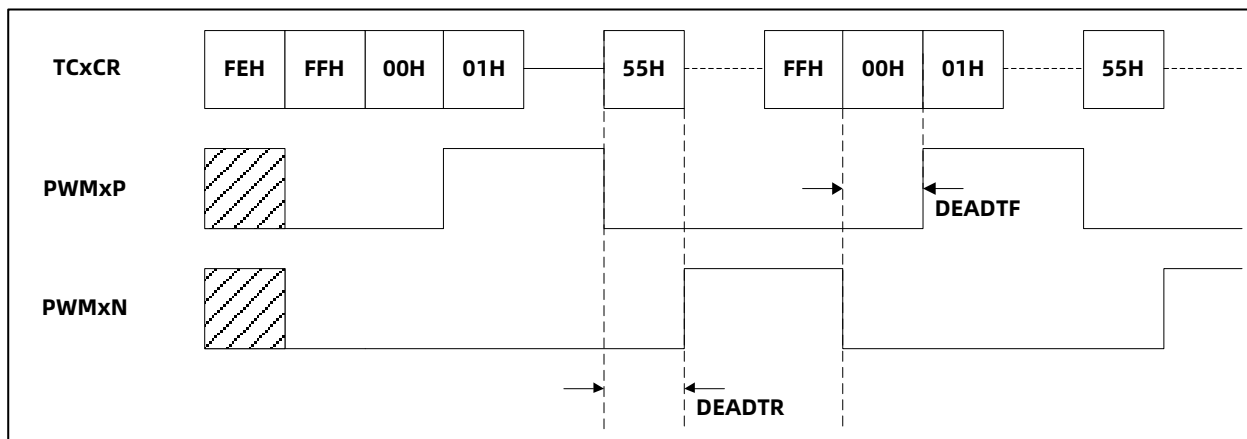 TCxCR FEH FFH 00H 01H 55H FFH 00H 01H 55H
PWMxP
DEADTF
PWMxN
DEADTR